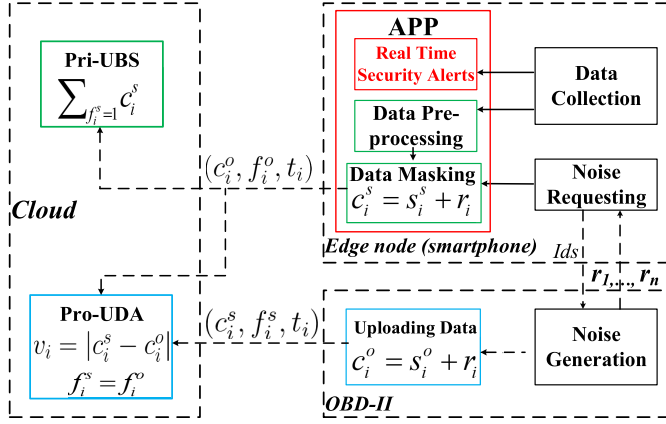 Pri-UBS
∑_{f_i^s=1} c_i^s
Cloud
Pro-UDA
v_i = |c_i^s − c_i^o|
f_i^s = f_i^o
(c_i^o, f_i^o, t_i)
(c_i^s, f_i^s, t_i)
APP
Real Time
Security Alerts
Data Pre-
processing
Data Masking
c_i^s = s_i^s + r_i
Edge node (smartphone)
Data
Collection
Noise
Requesting
Ids
r_1,..., r_n
Uploading Data
c_i^o = s_i^o + r_i
Noise
Generation
OBD-II